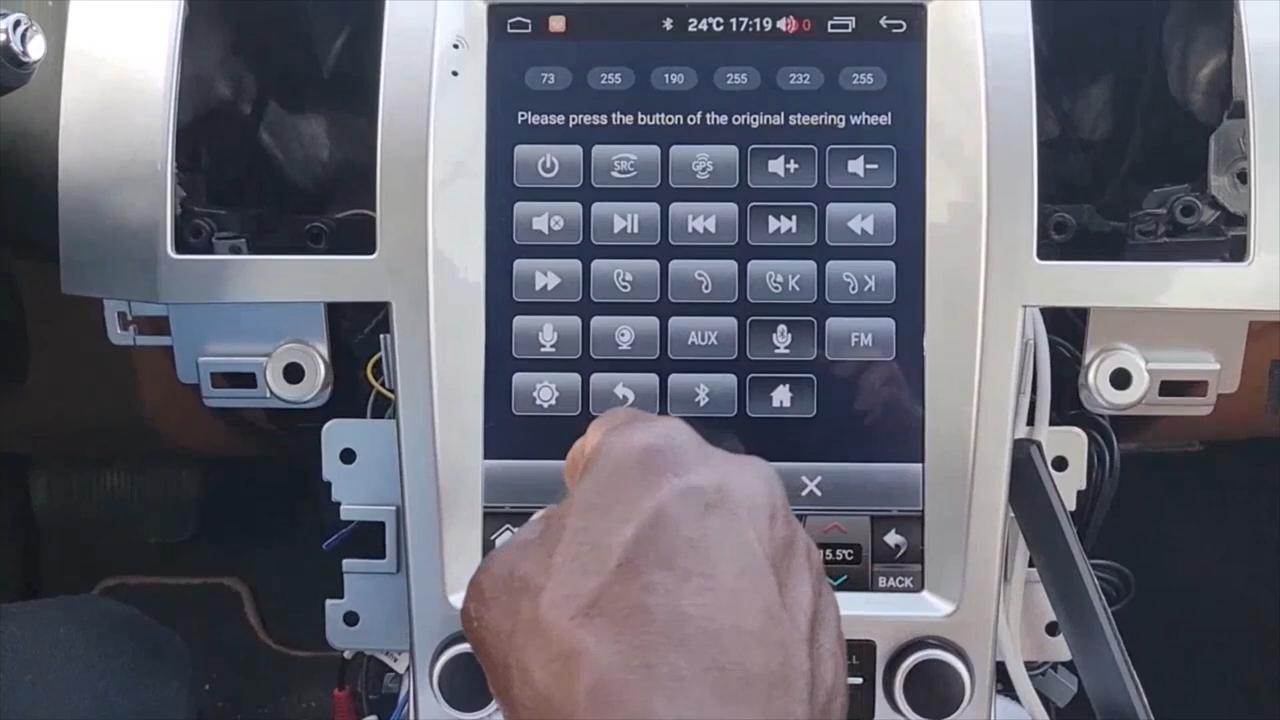 24°C 17:19 0
73 255 190 255 232 255
Please press the button of the original steering wheel
SRC GPS
K
AUX FM
15.5°C
BACK